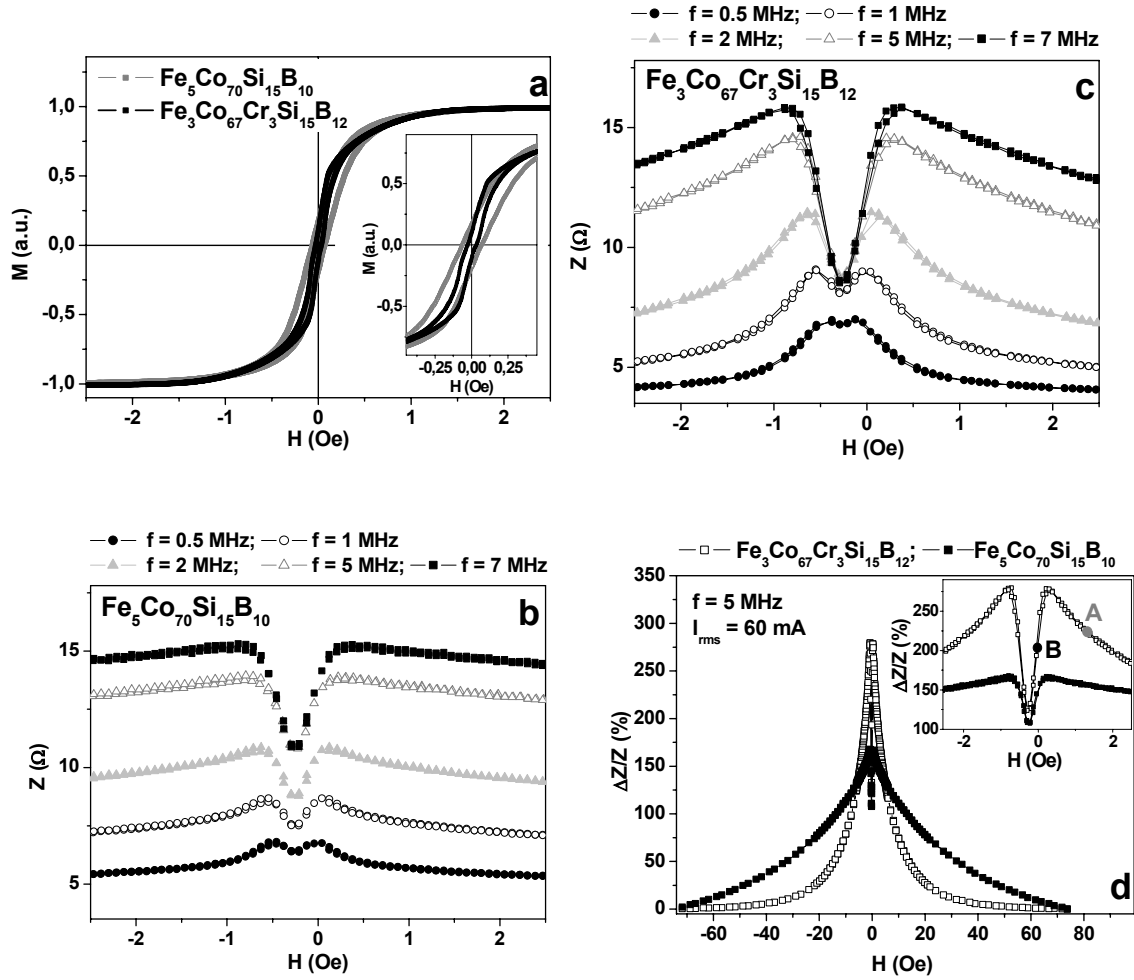 a
Fe5Co70Si15B10
Fe3Co67Cr3Si15B12
1,0
0,5
0,0
-0,5
-1,0
M (a.u.)
-2 -1 0 1 2
H (Oe)
0,5
0,0
-0,5
M (a.u.)
-0,25 0,00 0,25
H (Oe)
f = 0.5 MHz; f = 1 MHz
f = 2 MHz; f = 5 MHz; f = 7 MHz
Fe3Co67Cr3Si15B12
c
15
10
5
Z (Ω)
-2 -1 0 1 2
H (Oe)
f = 0.5 MHz; f = 1 MHz
f = 2 MHz; f = 5 MHz; f = 7 MHz
Fe5Co70Si15B10
b
15
10
5
Z (Ω)
-2 -1 0 1 2
H (Oe)
Fe3Co67Cr3Si15B12; Fe5Co70Si15B10
350
300
250
200
150
100
50
0
ΔZ/Z (%)
f = 5 MHz
Irms = 60 mA
-60 -40 -20 0 20 40 60 80
H (Oe)
d
250
200
150
100
ΔZ/Z (%)
A
B
-2 0 2
H (Oe)